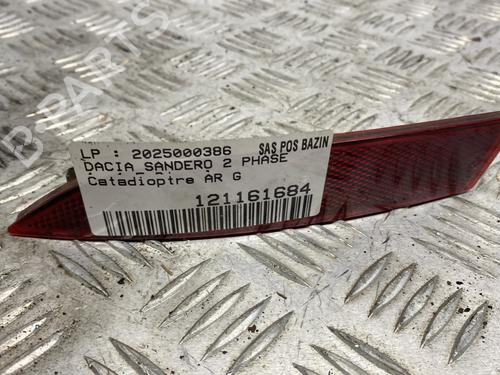 LP : 2025000386 SAS POS BAZIN
DACIA SANDERO 2 PHASE
Catadioptre AR G
121161684